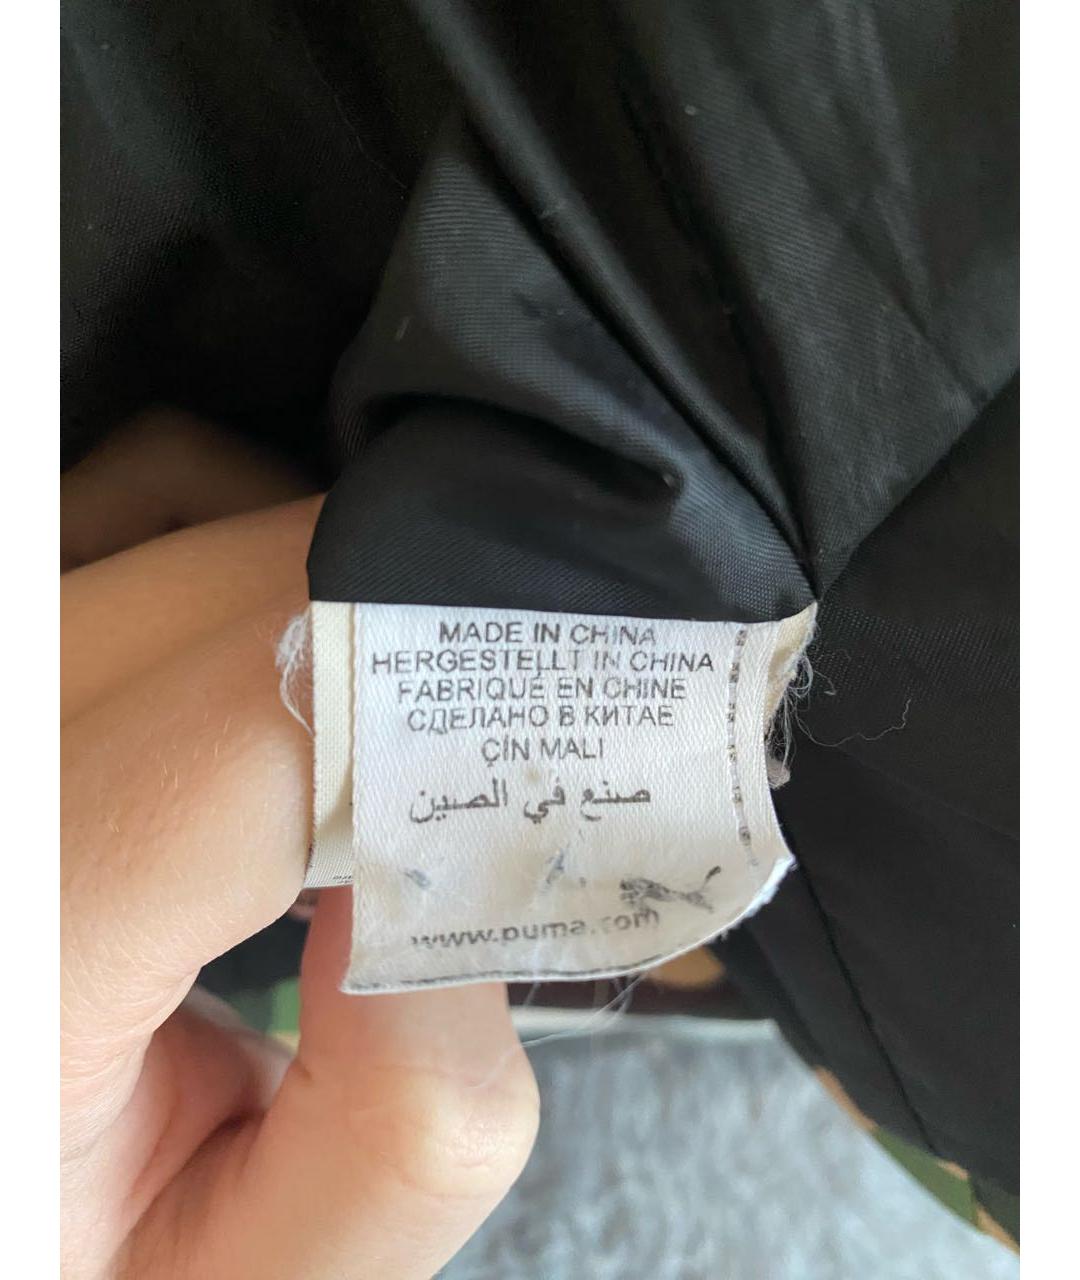 MADE IN CHINA
HERGESTELLT IN CHINA
FABRIQUÉ EN CHINE
СДЕЛАНО В КИТАЕ
ÇİN MALI
صنع في الصين
www.puma.com